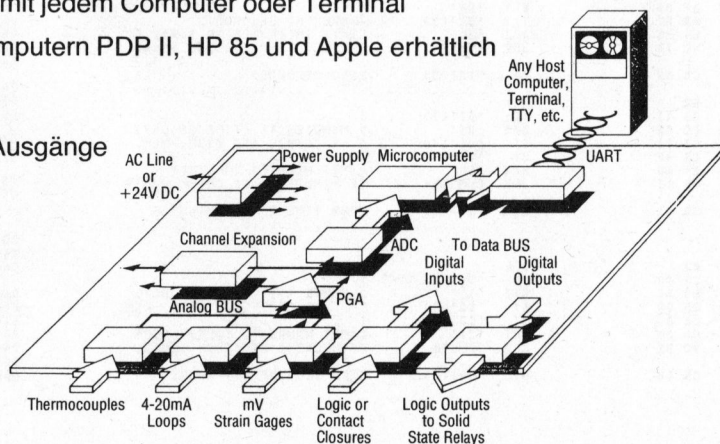 mit jedem Computer oder Terminal
mputern PDP II, HP 85 und Apple erhältlich
Ausgänge
Any Host
Computer,
Terminal,
TTY, etc.
AC Line
or
+24V DC
Power Supply
Microcomputer
UART
Channel Expansion
ADC
To Data BUS
Digital
Inputs
Digital
Outputs
Analog BUS
PGA
Thermocouples
4-20mA
Loops
mV
Strain Gages
Logic or
Contact
Closures
Logic Outputs
to Solid
State Relays